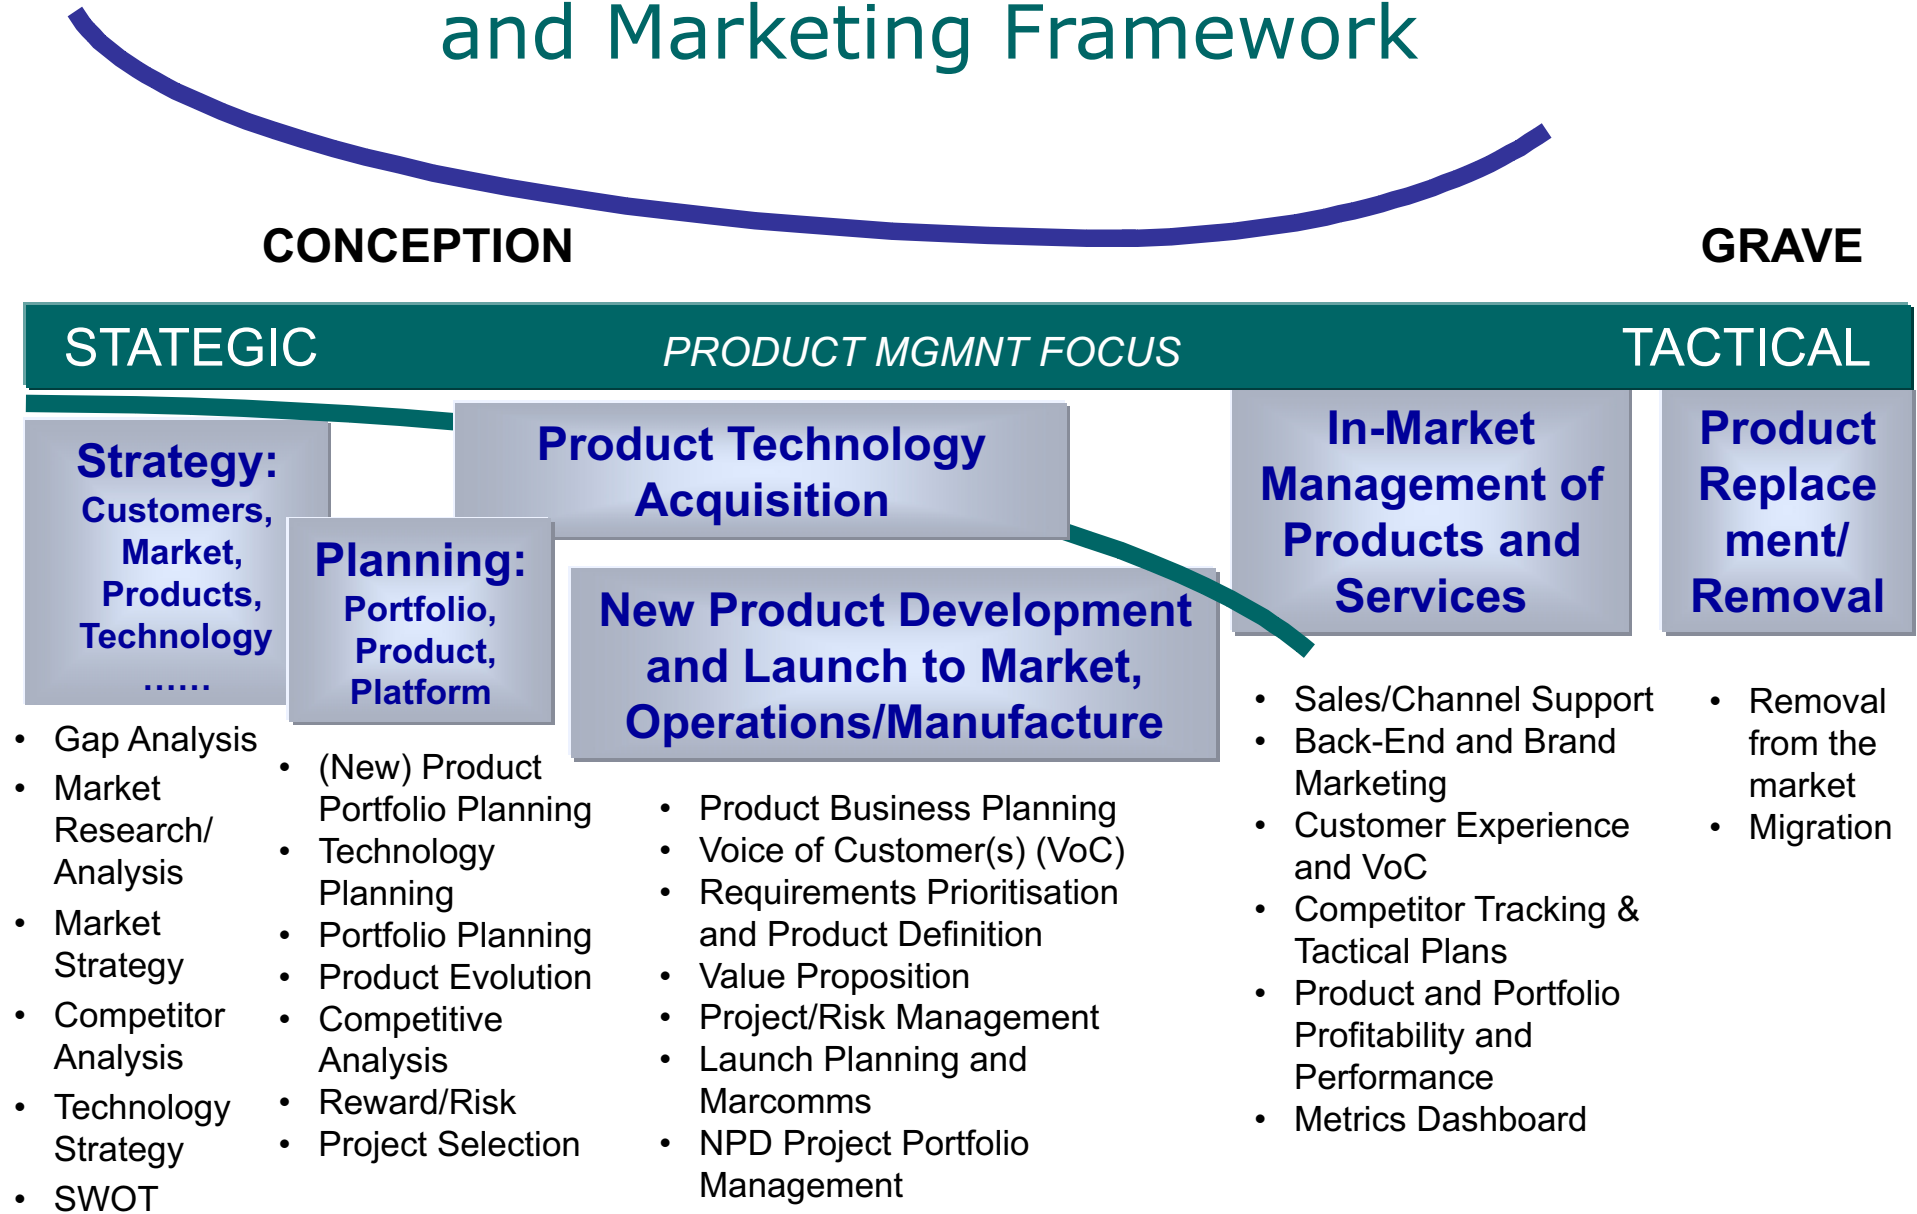 and Marketing Framework
CONCEPTION
GRAVE
STATEGIC
PRODUCT MGMNT FOCUS
TACTICAL
Strategy:
Customers,
Market,
Products,
Technology
......
Planning:
Portfolio,
Product,
Platform
Product Technology
Acquisition
New Product Development
and Launch to Market,
Operations/Manufacture
In-Market
Management of
Products and
Services
Product
Replace
ment/
Removal
• Gap Analysis
• Market
Research/
Analysis
• Market
Strategy
• Competitor
Analysis
• Technology
Strategy
• SWOT
• (New) Product
Portfolio Planning
• Technology
Planning
• Portfolio Planning
• Product Evolution
• Competitive
Analysis
• Reward/Risk
• Project Selection
• Product Business Planning
• Voice of Customer(s) (VoC)
• Requirements Prioritisation
and Product Definition
• Value Proposition
• Project/Risk Management
• Launch Planning and
Marcomms
• NPD Project Portfolio
Management
• Sales/Channel Support
• Back-End and Brand
Marketing
• Customer Experience
and VoC
• Competitor Tracking &
Tactical Plans
• Product and Portfolio
Profitability and
Performance
• Metrics Dashboard
• Removal
from the
market
• Migration